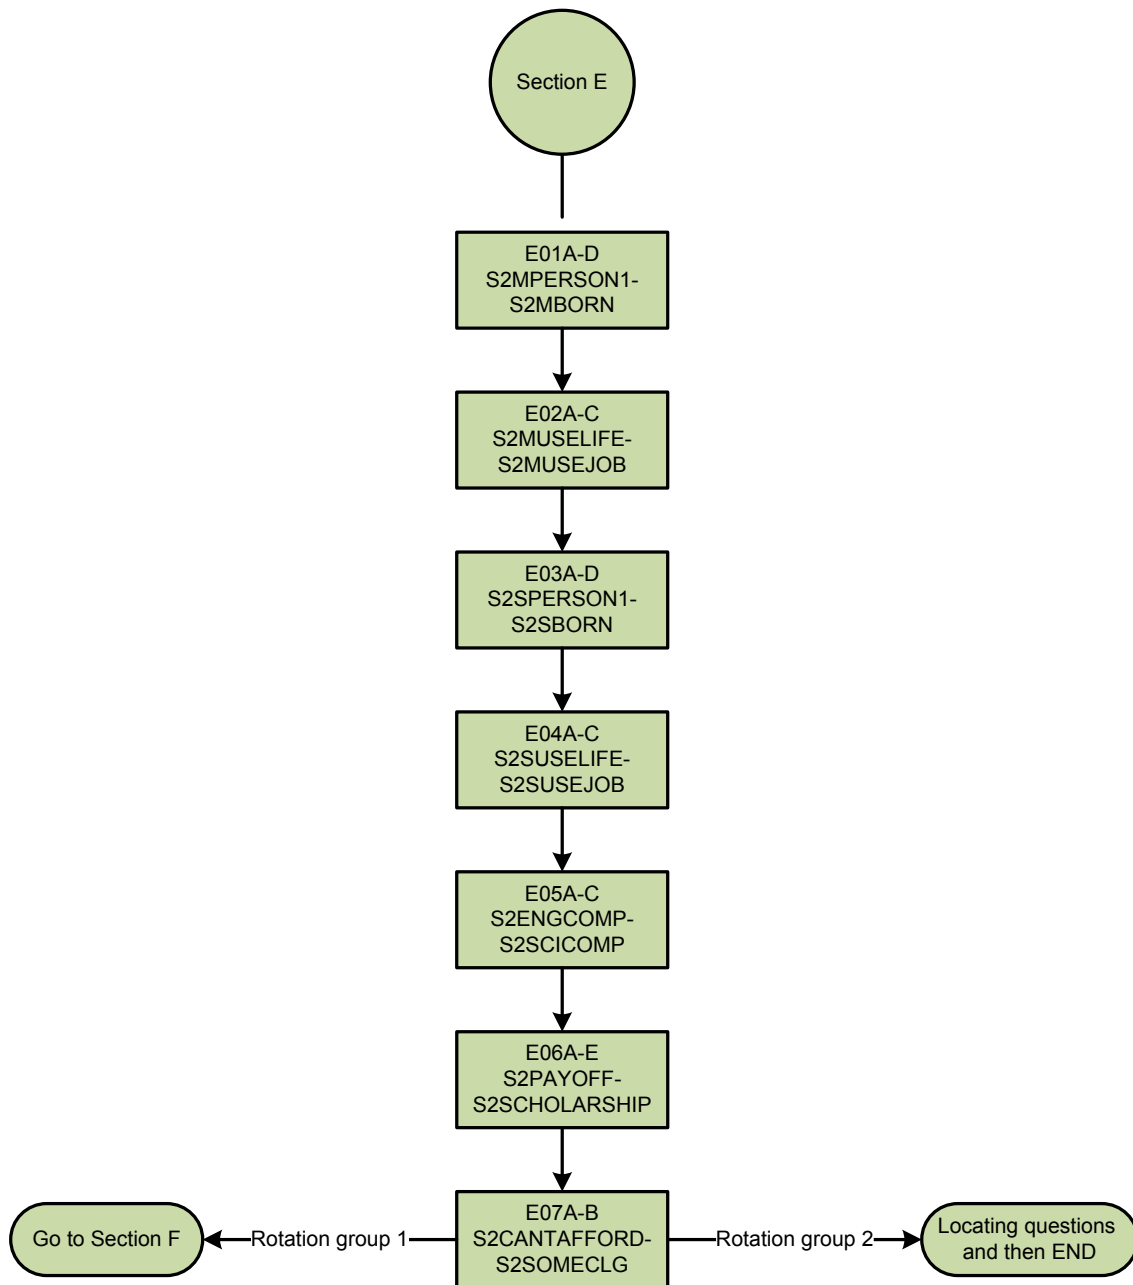 Section E
E01A-D
S2MPERSON1-
S2MBORN
E02A-C
S2MUSELIFE-
S2MUSEJOB
E03A-D
S2SPERSON1-
S2SBORN
E04A-C
S2SUSELIFE-
S2SUSEJOB
E05A-C
S2ENGCOMP-
S2SCICOMP
E06A-E
S2PAYOFF-
S2SCHOLARSHIP
Go to Section F
Rotation group 1
E07A-B
S2CANTAFFORD-
S2SOMECLG
Rotation group 2
Locating questions
and then END